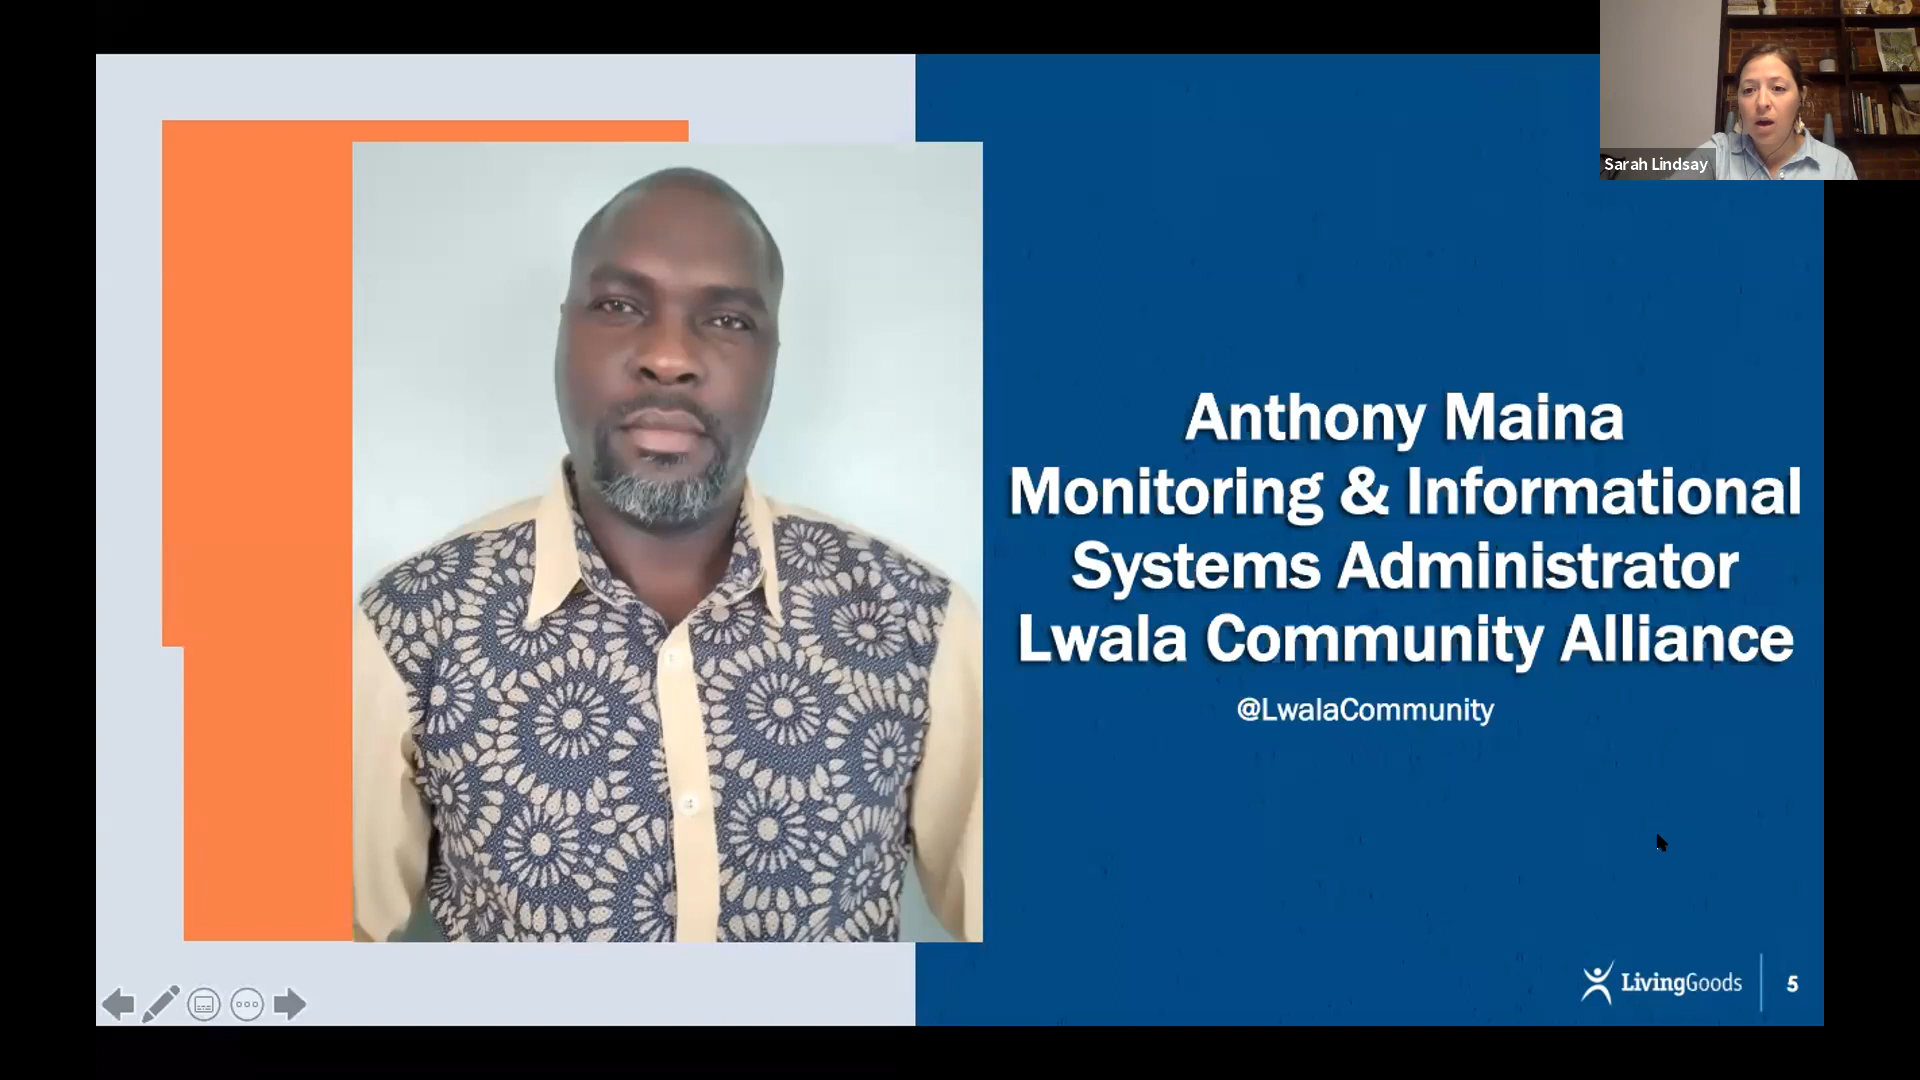 Sarah Lindsay
Anthony Maina
Monitoring & Informational
Systems Administrator
Lwala Community Alliance
@LwalaCommunity
LivingGoods
5